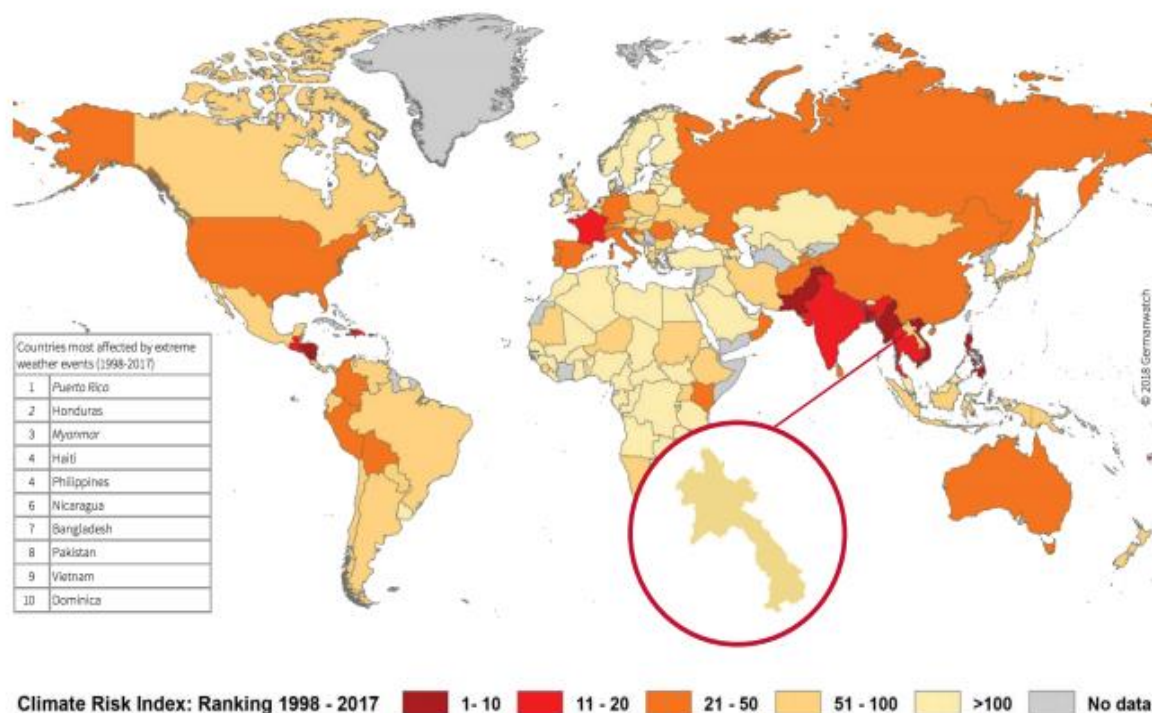 Countries most affected by extreme
weather events (1998-2017)
1 Puerto Rico
2 Honduras
3 Myanmar
4 Haiti
4 Philippines
6 Nicaragua
7 Bangladesh
8 Pakistan
9 Vietnam
10 Dominica
© 2018 Germanwatch
Climate Risk Index: Ranking 1998 - 2017 1- 10 11 - 20 21 - 50 51 - 100 >100 No data